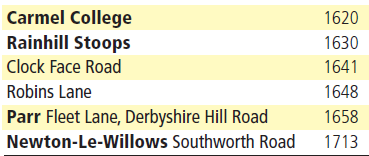 Carmel College 1620
Rainhill Stoops 1630
Clock Face Road 1641
Robins Lane 1648
Parr Fleet Lane, Derbyshire Hill Road 1658
Newton-Le-Willows Southworth Road 1713